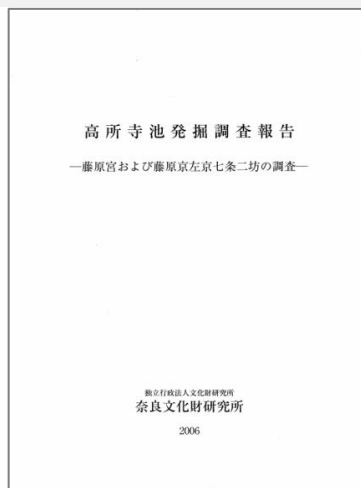 高所寺池発掘調査報告
―藤原宮および藤原京左京七条二坊の調査―
独立行政法人文化財研究所
奈良文化財研究所
2006